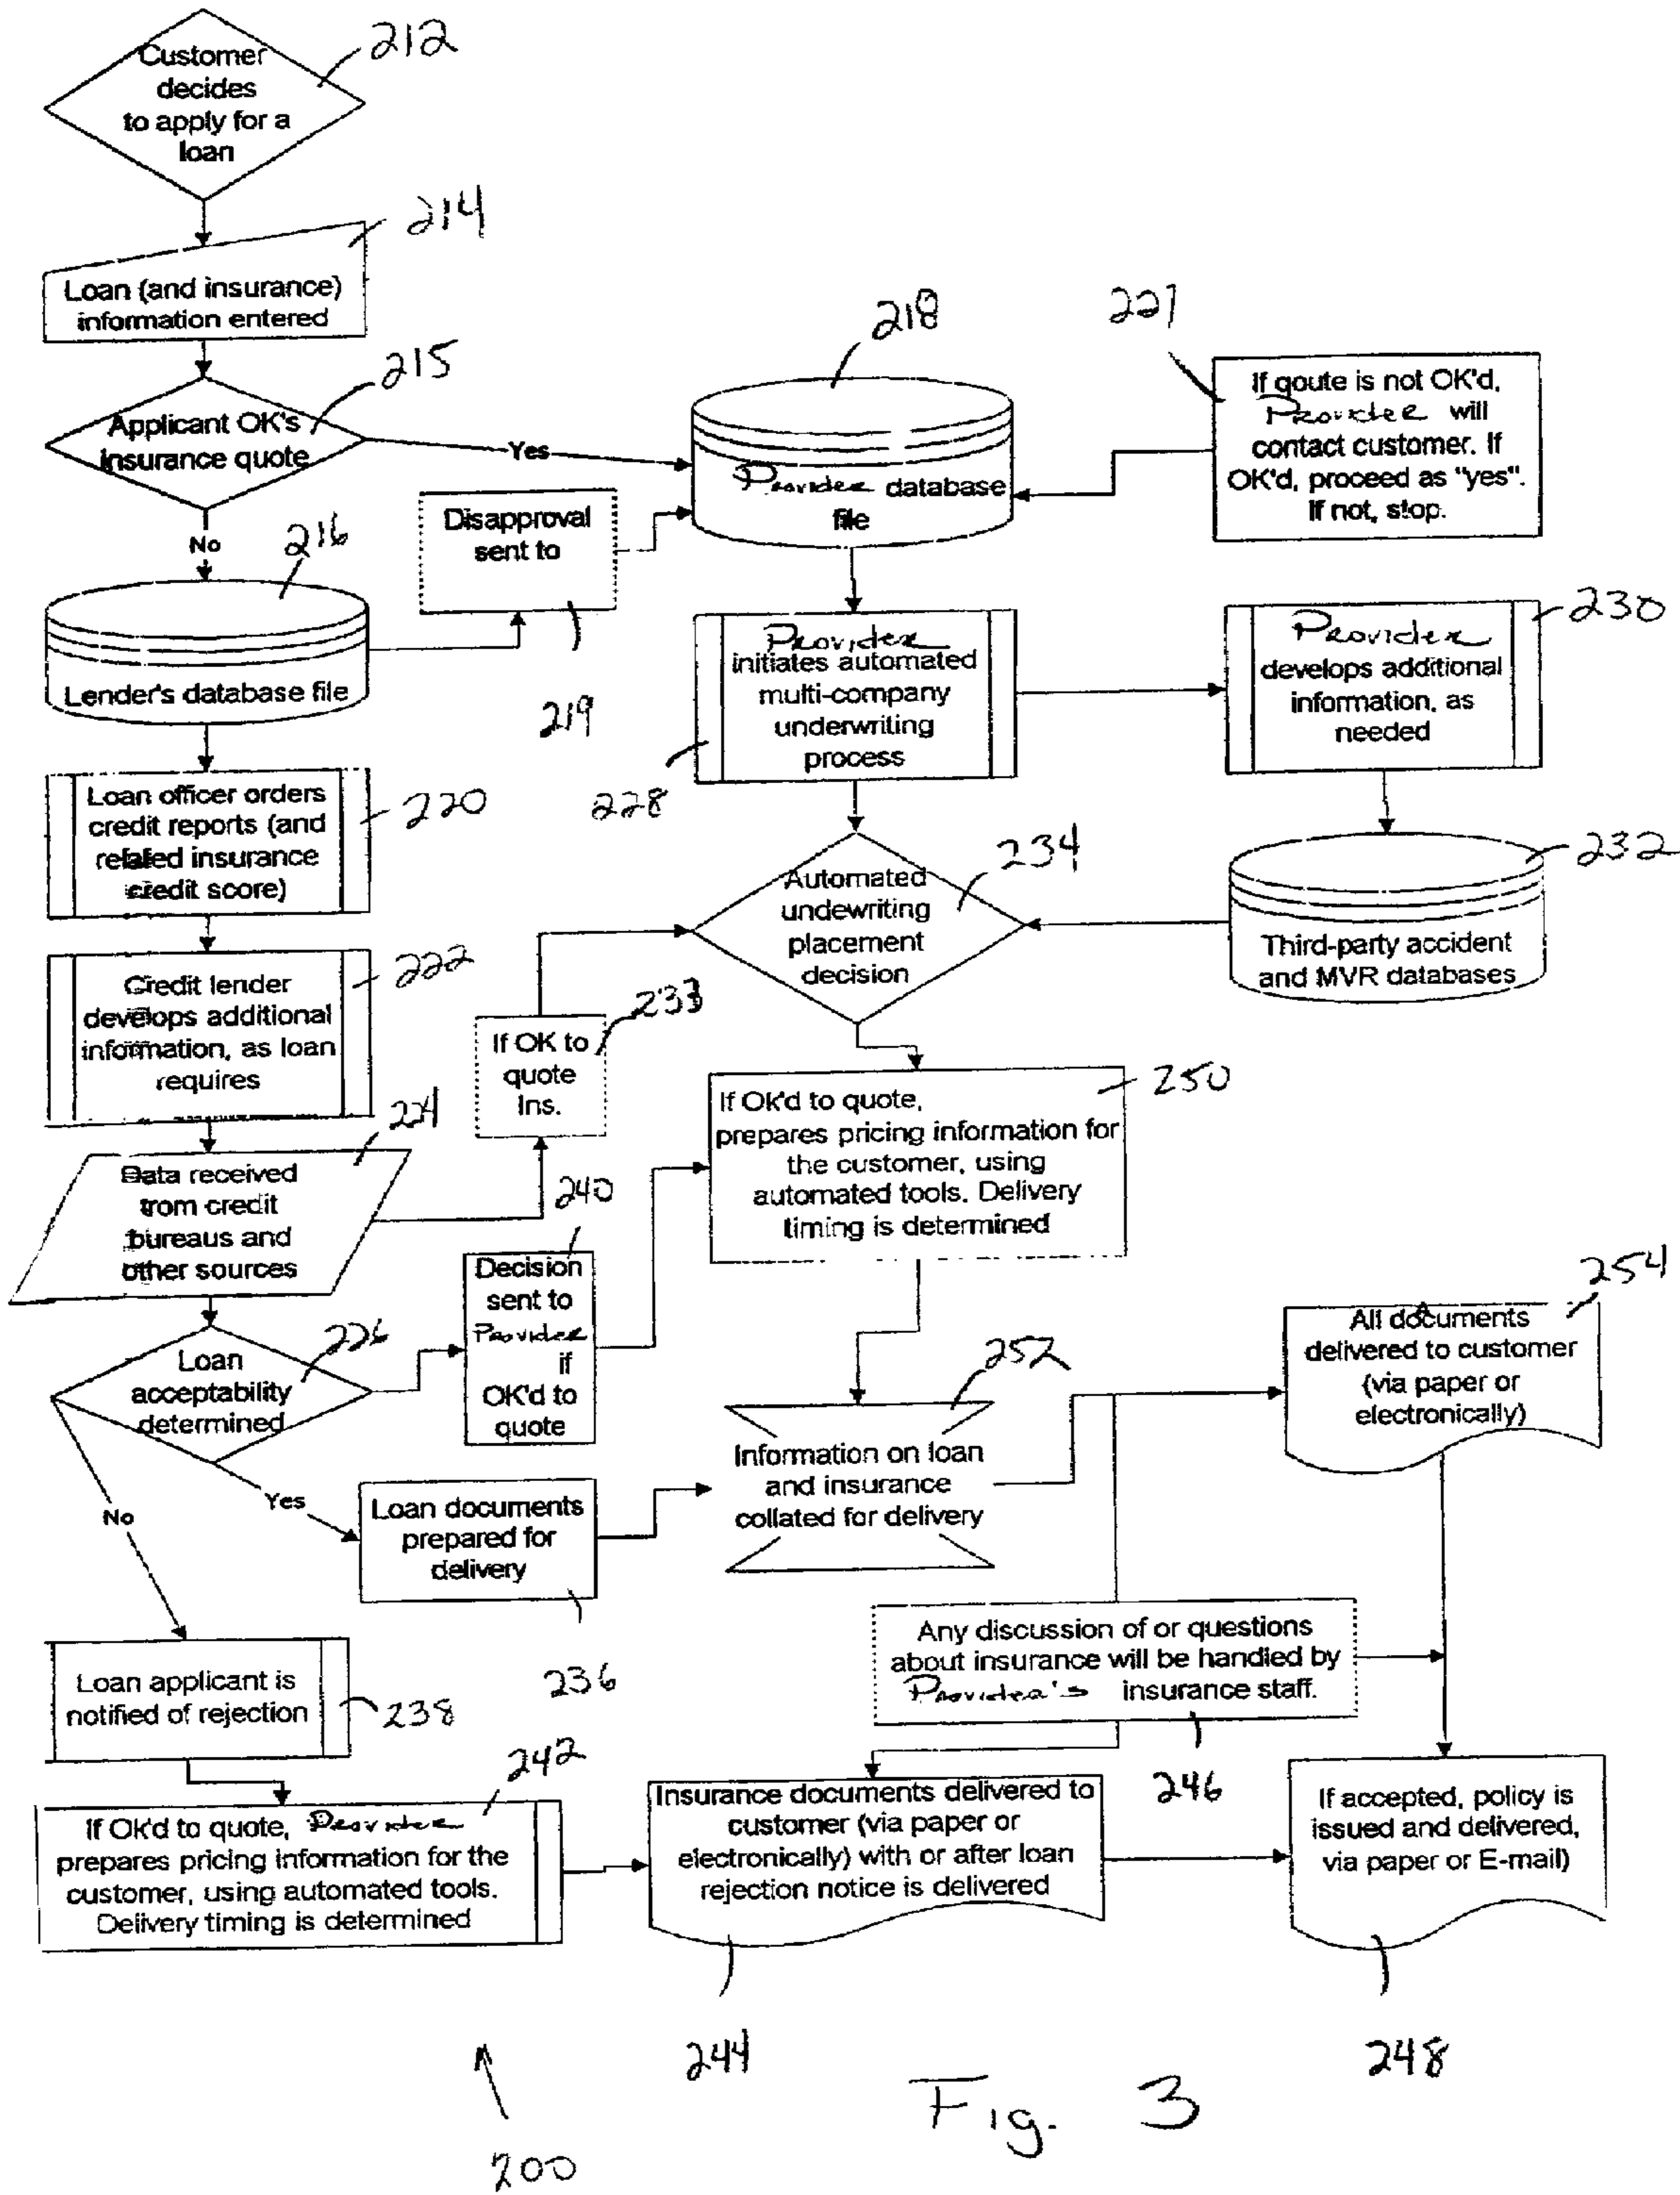 Customer
decides
to apply for a
loan
212
Loan (and insurance)
information entered
214
Applicant OK's
insurance quote
215
Yes
No
216
Lender's database file
Disapproval
sent to
219
218
Provider database
file
227
If qoute is not OK'd,
Provider will
contact customer. If
OK'd, proceed as "yes".
If not, stop.
Provider
initiates automated
multi-company
underwriting
process
228
Provider
develops additional
information, as
needed
230
Loan officer orders
credit reports (and
related insurance
credit score)
220
Automated
undewriting
placement
decision
234
Third-party accident
and MVR databases
232
Credit lender
develops additional
information, as loan
requires
222
If OK to
quote
Ins.
233
Data received
from credit
bureaus and
other sources
224
If Ok'd to quote,
prepares pricing information for
the customer, using
automated tools. Delivery
timing is determined
250
240
Decision
sent to
Provider
if
OK'd to
quote
Loan
acceptability
determined
226
No
Yes
Loan documents
prepared for
delivery
236
252
Information on loan
and insurance
collated for delivery
254
All documents
delivered to customer
(via paper or
electronically)
Any discussion of or questions
about insurance will be handled by
Provider's insurance staff.
246
Loan applicant is
notified of rejection
238
242
If Ok'd to quote, Provider
prepares pricing information for the
customer, using automated tools.
Delivery timing is determined
Insurance documents delivered to
customer (via paper or
electronically) with or after loan
rejection notice is delivered
244
If accepted, policy is
issued and delivered,
via paper or E-mail)
248
200
Fig. 3